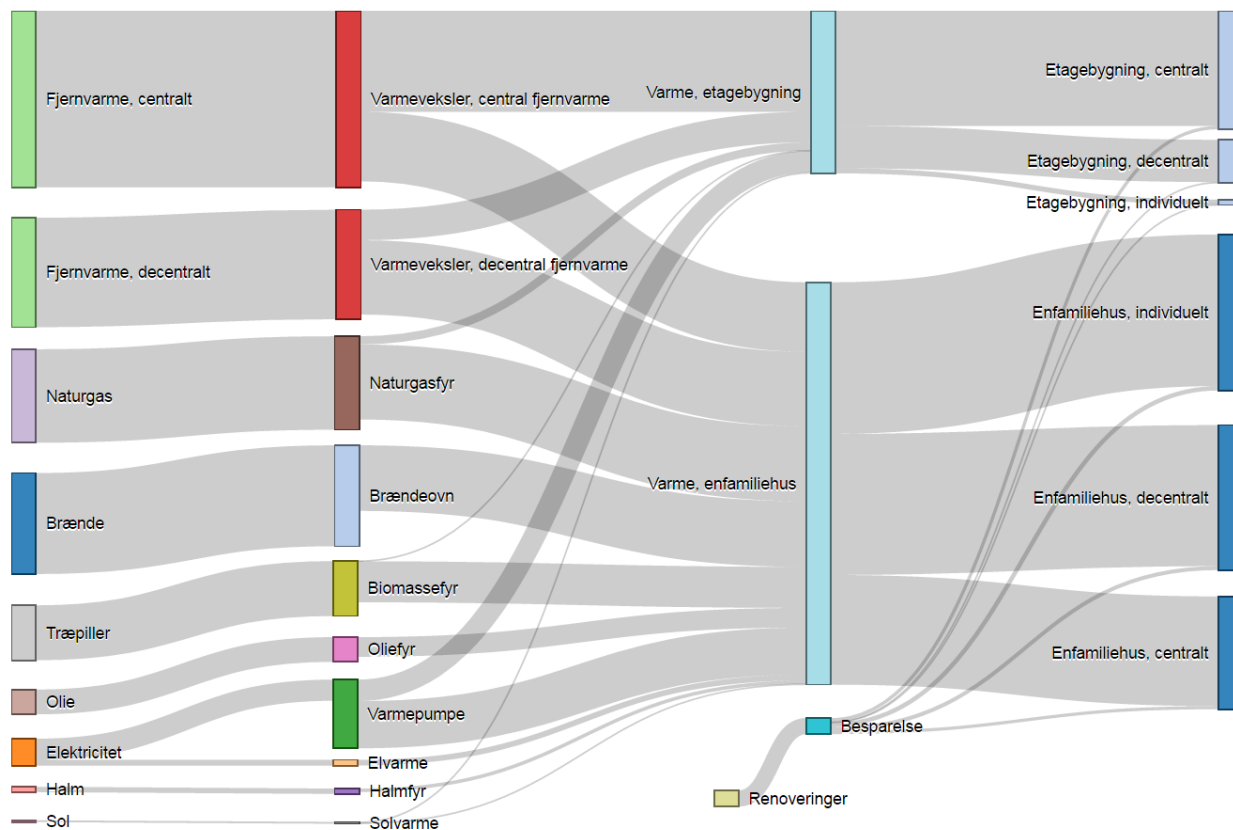 Fjernvarme, centralt
Fjernvarme, decentralt
Naturgas
Brænde
Træpiller
Olie
Elektricitet
Halm
Sol
Varmeveksler, central fjernvarme
Varmeveksler, decentral fjernvarme
Naturgasfyr
Brændeovn
Biomassefyr
Oliefyr
Varmepumpe
Elvarme
Halmfyr
Solvarme
Varme, etagebygning
Varme, enfamiliehus
Besparelse
Renoveringer
Etagebygning, centralt
Etagebygning, decentralt
Etagebygning, individuelt
Enfamiliehus, individuelt
Enfamiliehus, decentralt
Enfamiliehus, centralt